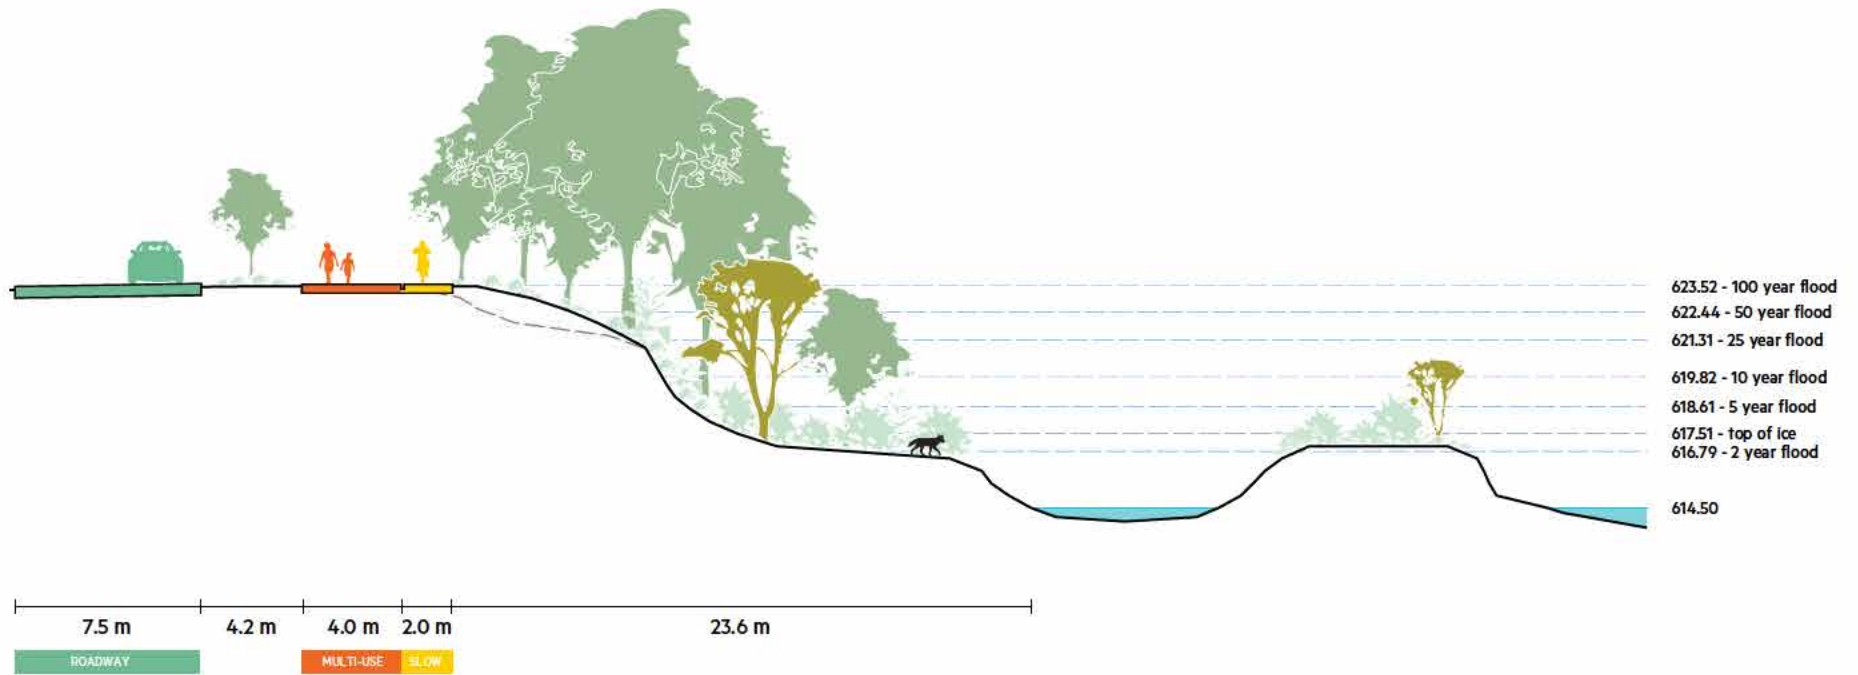 623.52 - 100 year flood
622.44 - 50 year flood
621.31 - 25 year flood
619.82 - 10 year flood
618.61 - 5 year flood
617.51 - top of ice
616.79 - 2 year flood
614.50
7.5 m 4.2 m 4.0 m 2.0 m 23.6 m
ROADWAY MULTI-USE SLOW